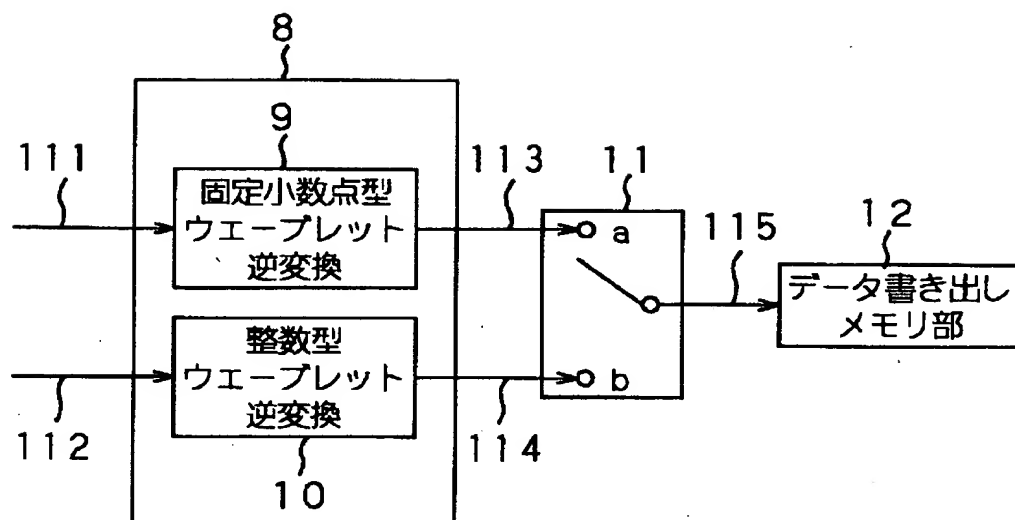 8
9
111
固定小数点型
ウエーブレット
逆変換
113
11
a
115
12
データ書き出し
メモリ部
整数型
ウエーブレット
逆変換
b
112
114
10